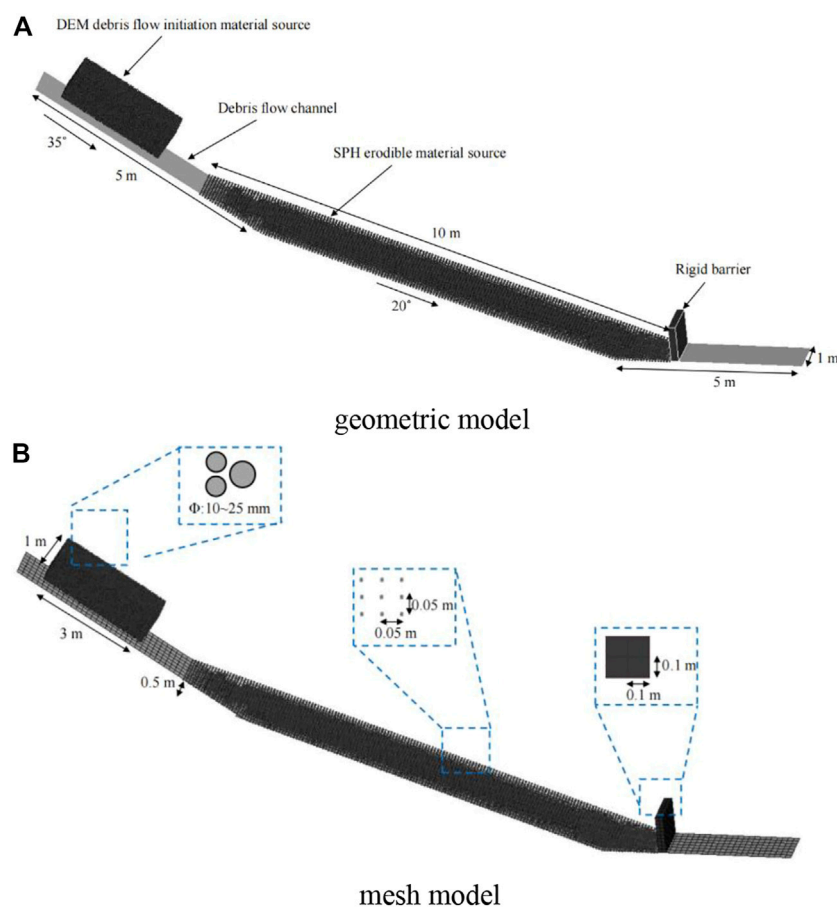 A
DEM debris flow initiation material source
Debris flow channel
SPH erodible material source
35°
5 m
10 m
Rigid barrier
20°
1 m
5 m
geometric model
B
Φ:10~25 mm
1 m
0.05 m
0.05 m
3 m
0.1 m
0.5 m
0.1 m
mesh model